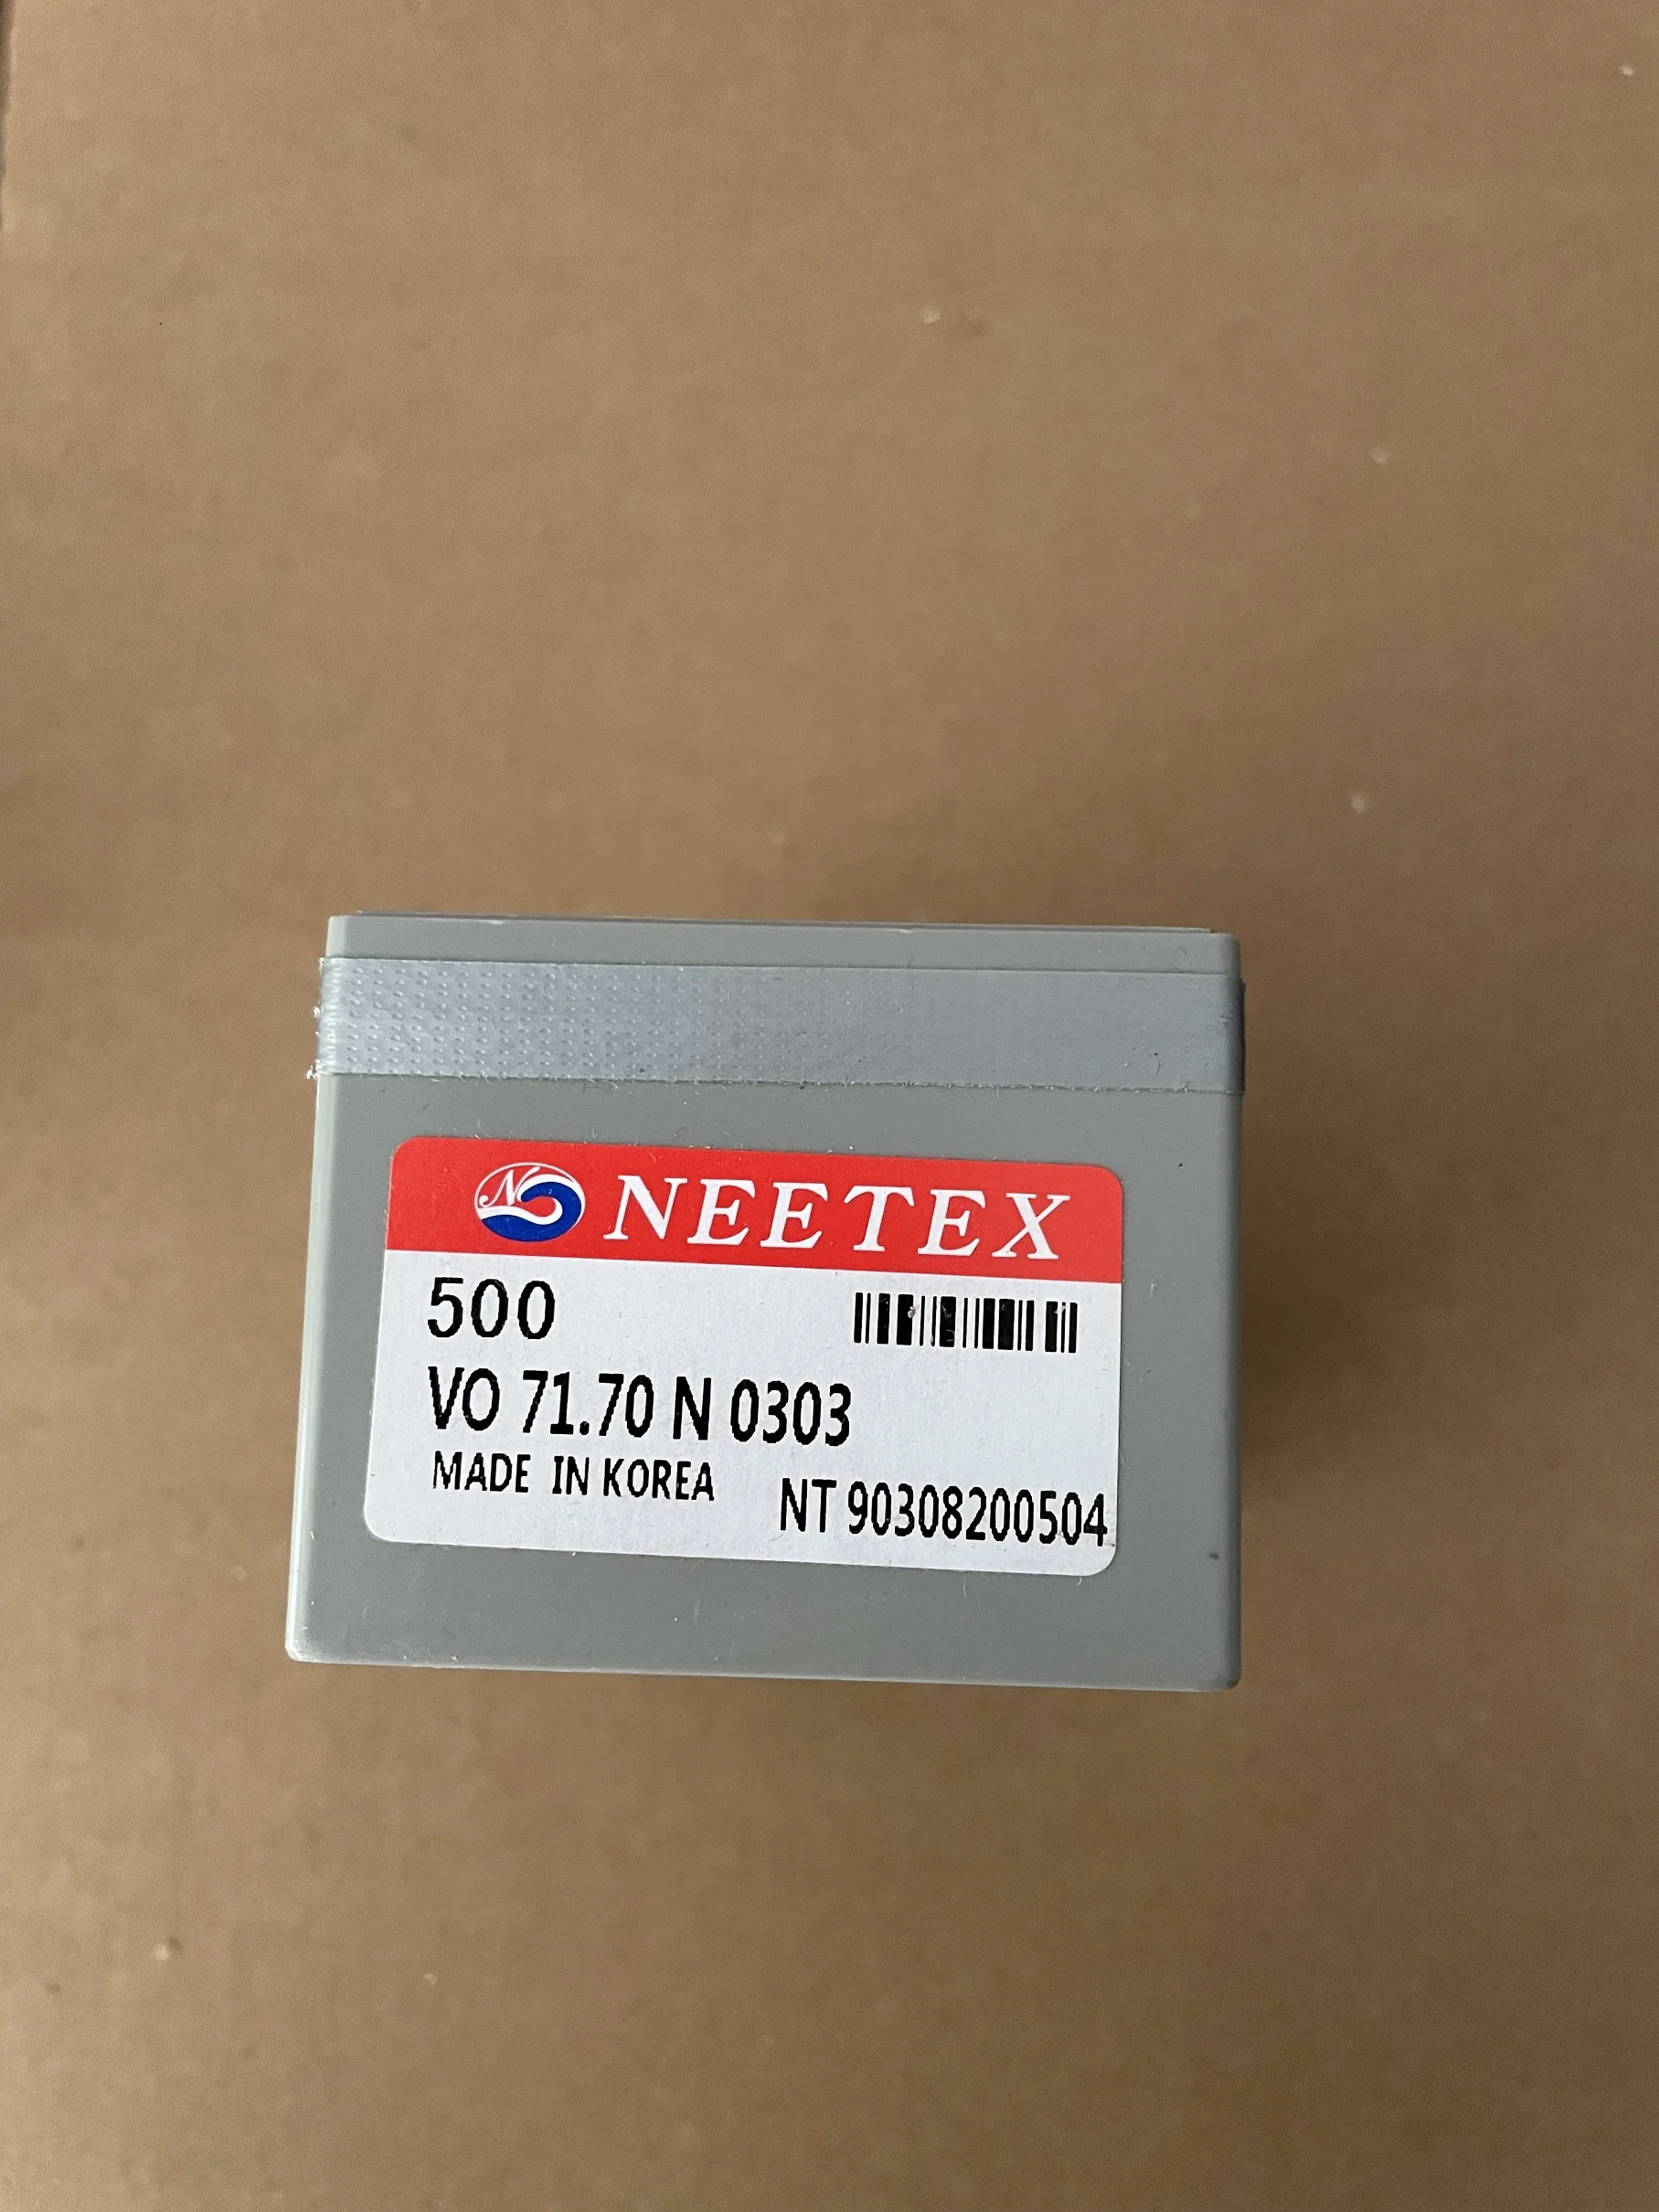 N NEETEX
500
VO 71.70 N 0303
MADE IN KOREA
NT 90308200504